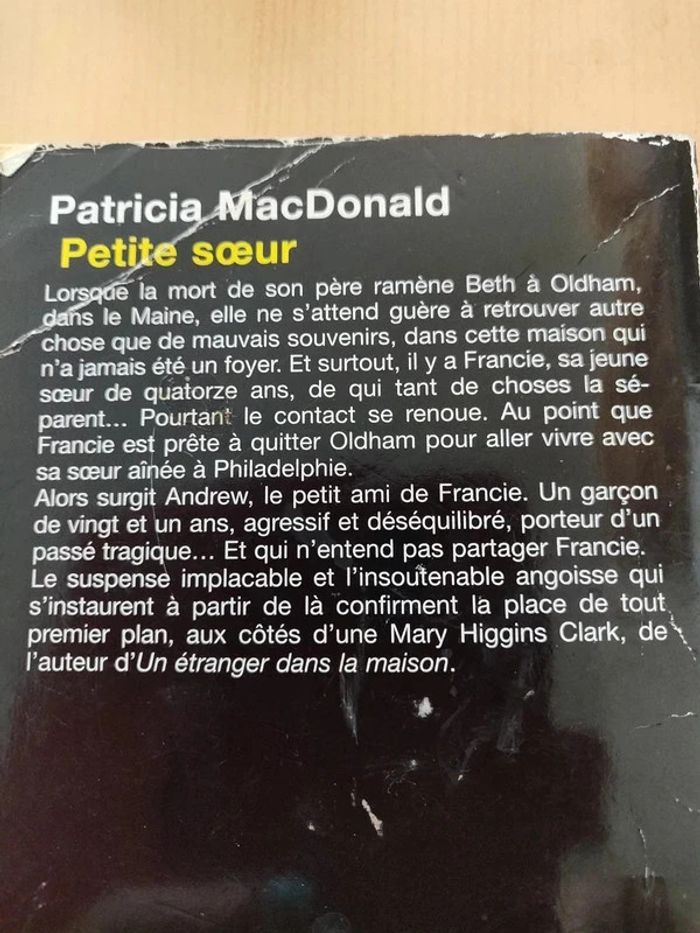 Patricia MacDonald
Petite sœur
Lorsque la mort de son père ramène Beth à Oldham,
dans le Maine, elle ne s'attend guère à retrouver autre
chose que de mauvais souvenirs, dans cette maison qui
n'a jamais été un foyer. Et surtout, il y a Francie, sa jeune
sœur de quatorze ans, de qui tant de choses la sé-
parent... Pourtant le contact se renoue. Au point que
Francie est prête à quitter Oldham pour aller vivre avec
sa sœur aînée à Philadelphie.
Alors surgit Andrew, le petit ami de Francie. Un garçon
de vingt et un ans, agressif et déséquilibré, porteur d'un
passé tragique... Et qui n'entend pas partager Francie.
Le suspense implacable et l'insoutenable angoisse qui
s'instaurent à partir de là confirment la place de tout
premier plan, aux côtés d'une Mary Higgins Clark, de
l'auteur d'Un étranger dans la maison.